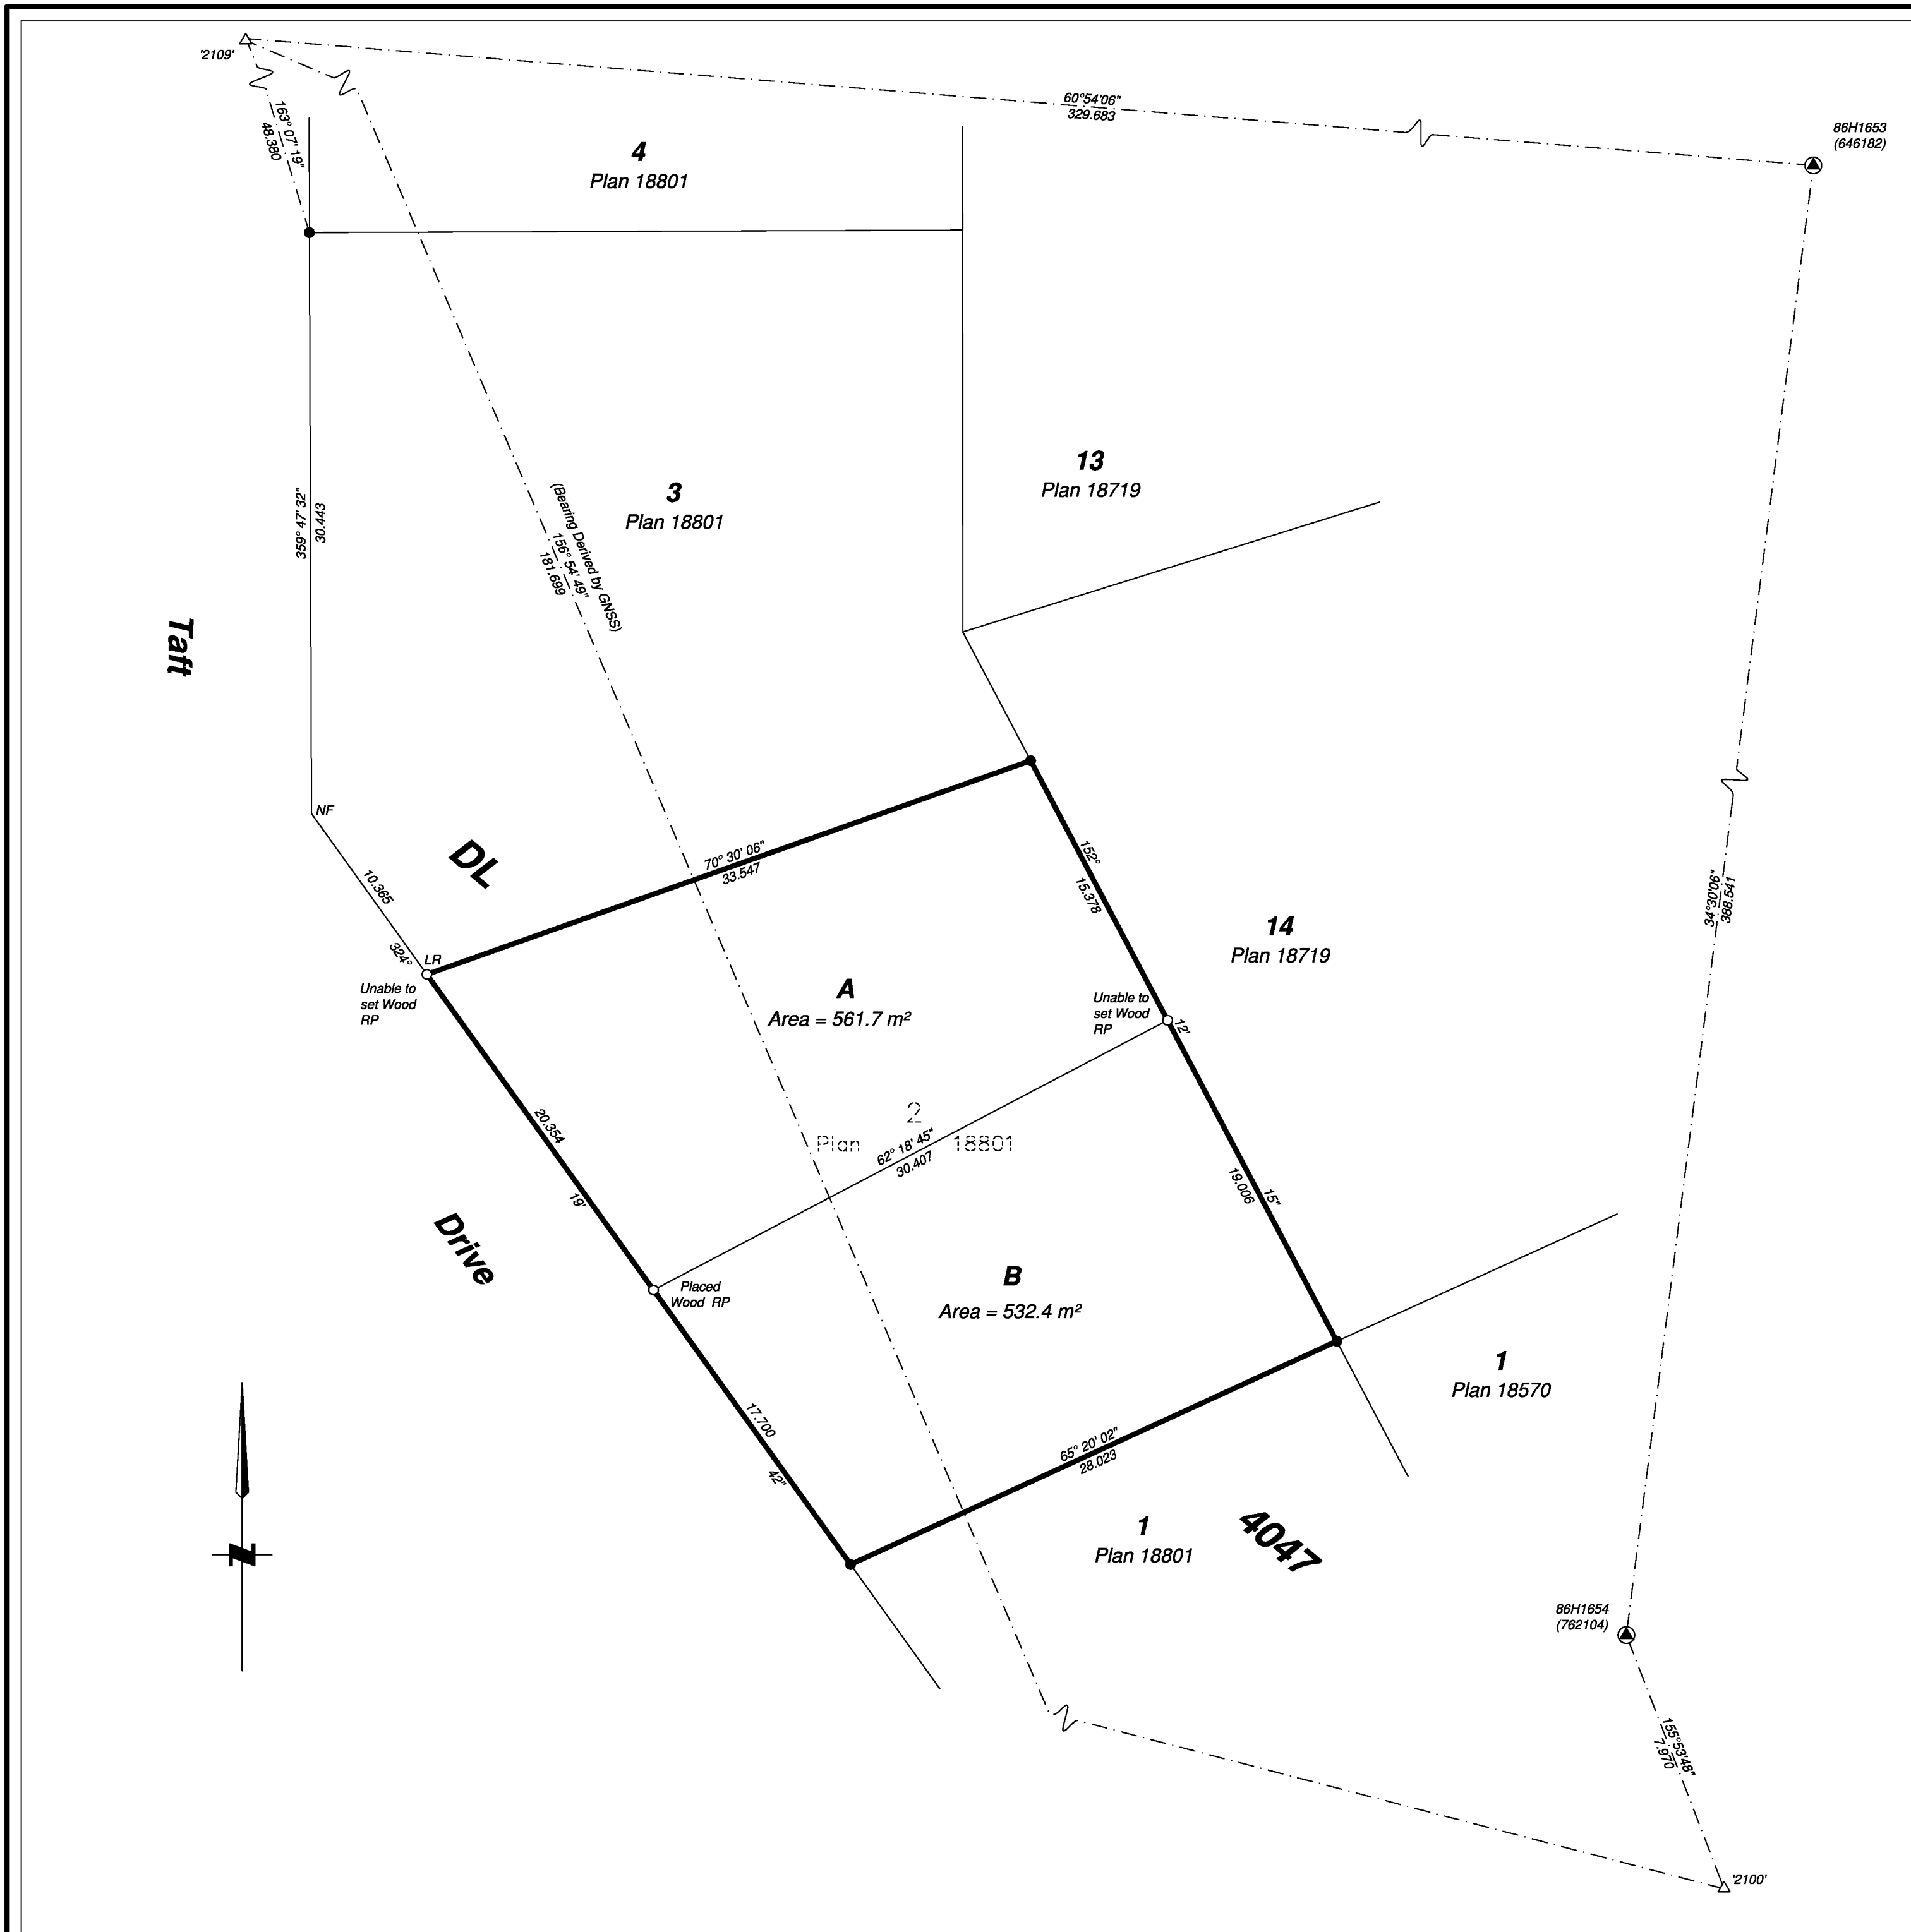 '2109'
60°54'06"
329.683
86H1653
(646182)
163° 07' 19"
48.380
4
Plan 18801
359° 47' 32"
30.443
3
Plan 18801
(Bearing Derived by GNSS)
156° 54' 49"
181.699
13
Plan 18719
Taft
NF
10.365
324°
DL
70° 30' 06"
33.547
152°
15.378
34°30'06"
388.541
14
Plan 18719
LR
Unable to
set Wood
RP
A
Area = 561.7 m²
Unable to
set Wood
RP
12'
20.354
19'
2
Plan 18801
62° 18' 45"
30.407
19.006
15"
Drive
Placed
Wood RP
B
Area = 532.4 m²
17.700
42"
65° 20' 02"
28.023
1
Plan 18570
1
Plan 18801
4047
N
86H1654
(762104)
155°53'48"
7.970
'2100'